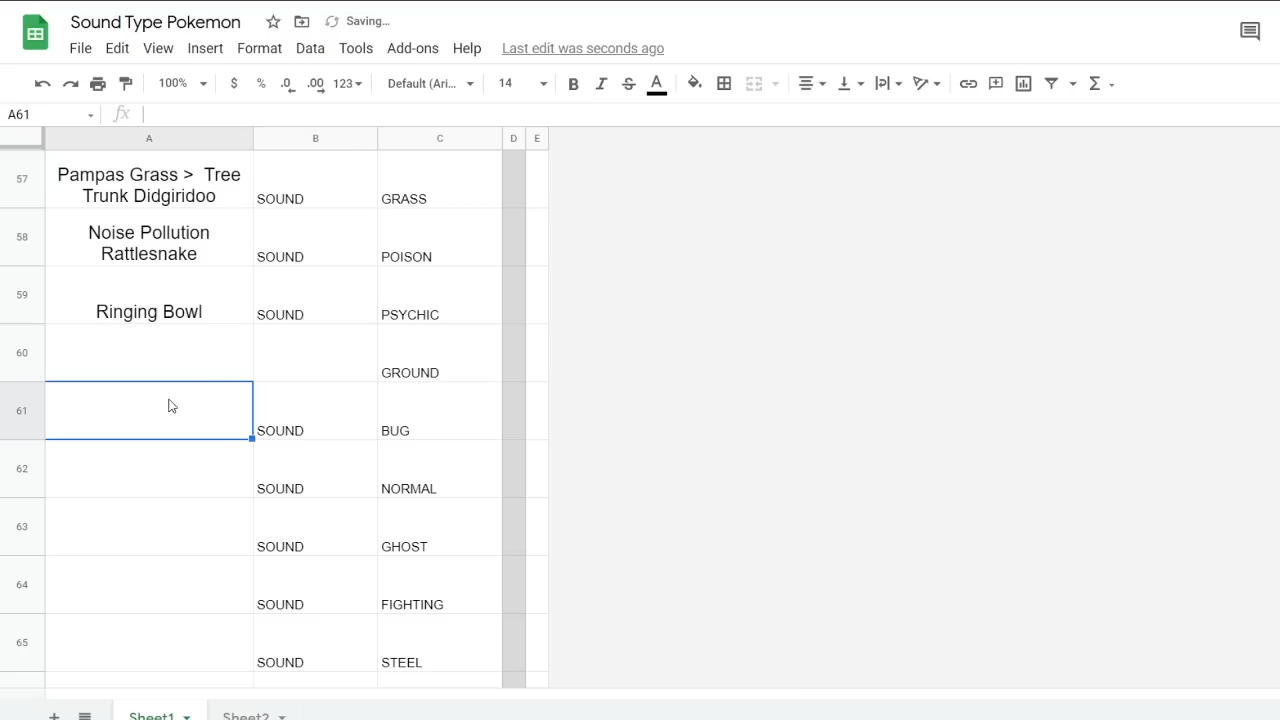 Sound Type Pokemon
Saving...
File Edit View Insert Format Data Tools Add-ons Help Last edit was seconds ago
100% $ % .0 .00 123 Default (Ari... 14 B I S A
A61 fx
A B C D E
57 Pampas Grass > Tree
Trunk Didgiridoo SOUND GRASS
58 Noise Pollution
Rattlesnake SOUND POISON
59 Ringing Bowl SOUND PSYCHIC
60 GROUND
61 SOUND BUG
62 SOUND NORMAL
63 SOUND GHOST
64 SOUND FIGHTING
65 SOUND STEEL
Sheet1 Sheet2